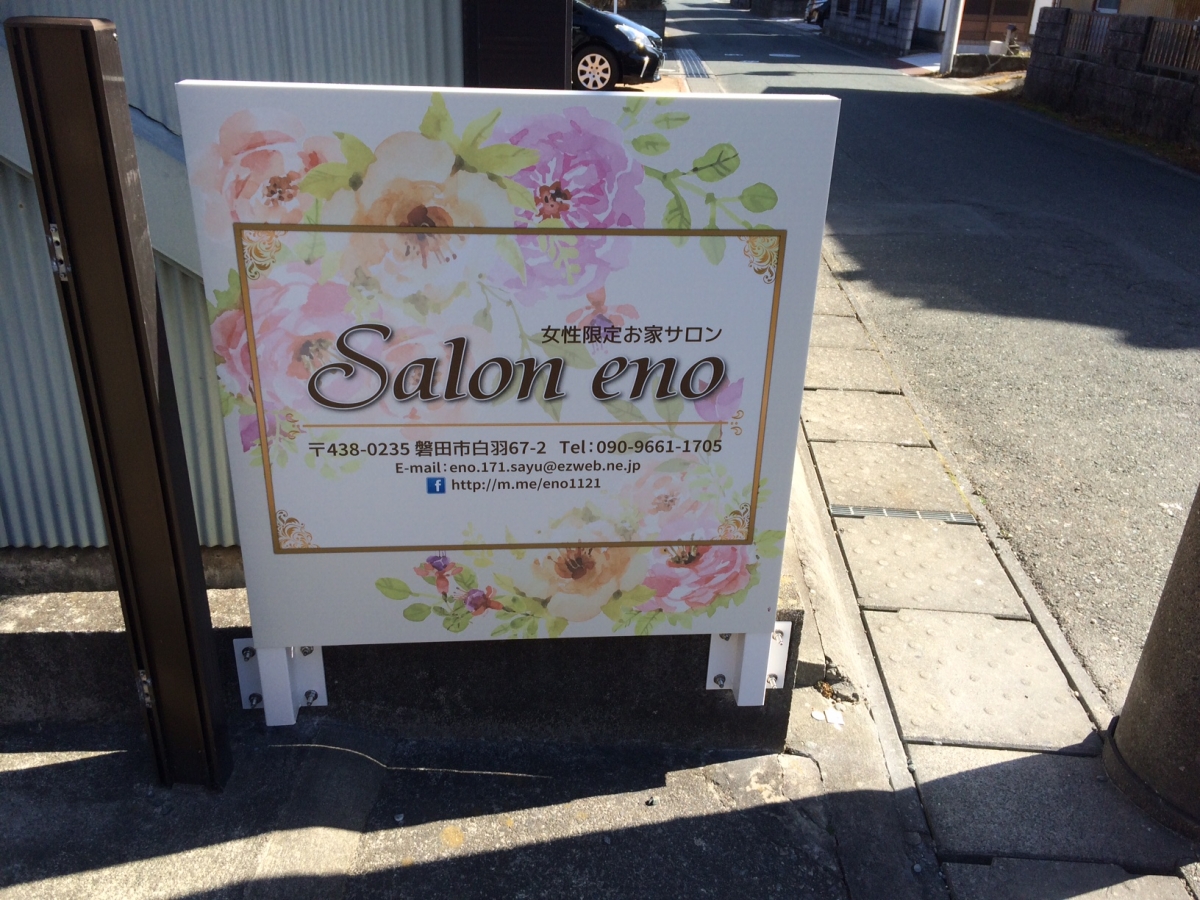 女性限定お家サロン
Salon eno
〒438-0235 磐田市白羽67-2 Tel：090-9661-1705
E-mail：eno.171.sayu@ezweb.ne.jp
f http://m.me/eno1121